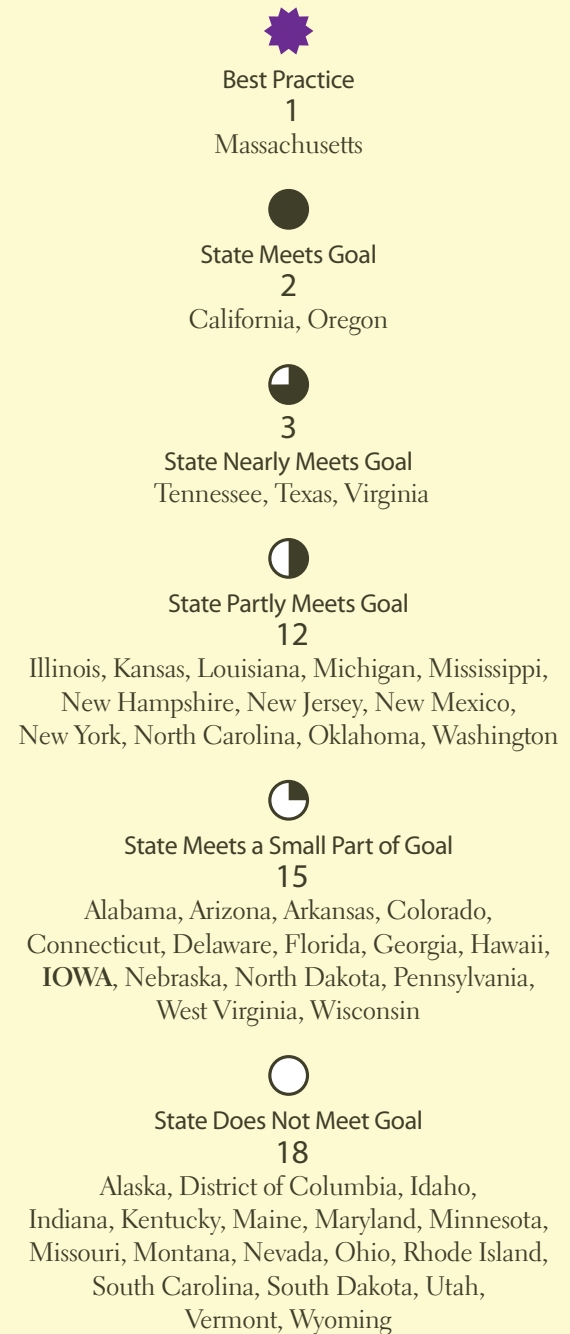 Best Practice
1
Massachusetts
State Meets Goal
2
California, Oregon
3
State Nearly Meets Goal
Tennessee, Texas, Virginia
State Partly Meets Goal
12
Illinois, Kansas, Louisiana, Michigan, Mississippi,
New Hampshire, New Jersey, New Mexico,
New York, North Carolina, Oklahoma, Washington
State Meets a Small Part of Goal
15
Alabama, Arizona, Arkansas, Colorado,
Connecticut, Delaware, Florida, Georgia, Hawaii,
IOWA, Nebraska, North Dakota, Pennsylvania,
West Virginia, Wisconsin
State Does Not Meet Goal
18
Alaska, District of Columbia, Idaho,
Indiana, Kentucky, Maine, Maryland, Minnesota,
Missouri, Montana, Nevada, Ohio, Rhode Island,
South Carolina, South Dakota, Utah,
Vermont, Wyoming